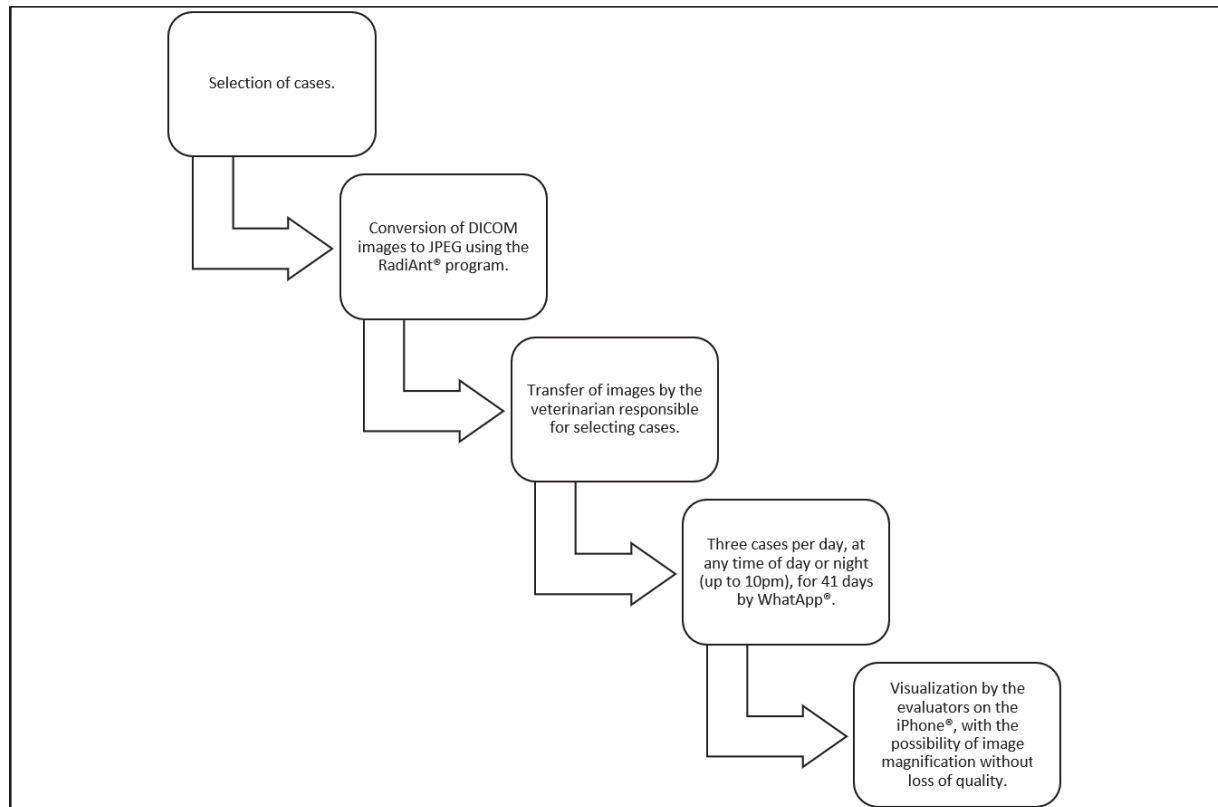 Selection of cases.
Conversion of DICOM
images to JPEG using the
RadiAnt® program.
Transfer of images by the
veterinarian responsible
for selecting cases.
Three cases per day, at
any time of day or night
(up to 10pm), for 41 days
by WhatApp®.
Visualization by the
evaluators on the
iPhone®, with the
possibility of image
magnification without
loss of quality.